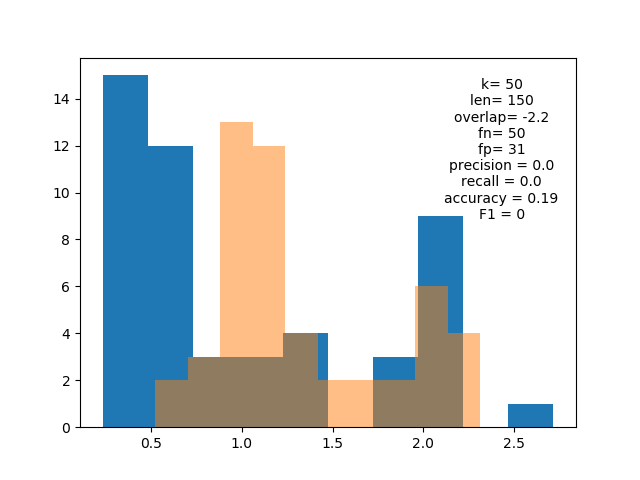 k= 50
len= 150
overlap= -2.2
fn= 50
fp= 31
precision = 0.0
recall = 0.0
accuracy = 0.19
F1 = 0
14
12
10
8
6
4
2
0
0.5 1.0 1.5 2.0 2.5